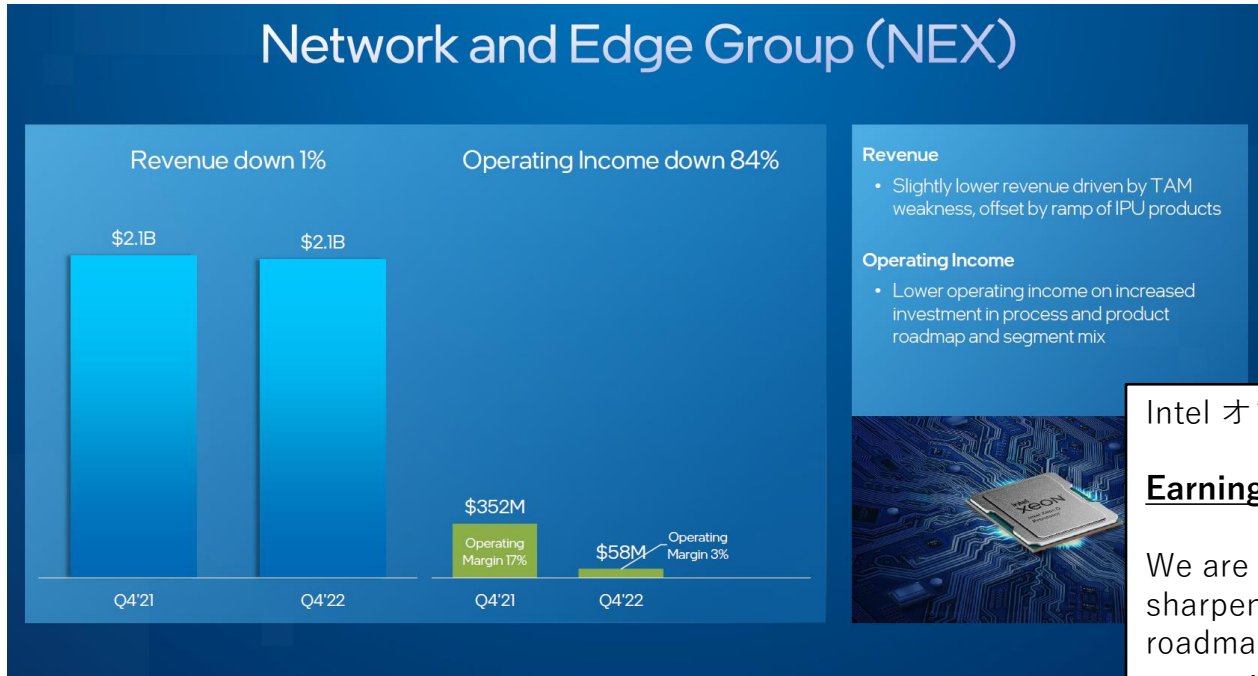 Network and Edge Group (NEX)
Revenue down 1%
$2.1B
$2.1B
Q4'21
Q4'22
Operating Income down 84%
$352M
Operating
Margin 17%
$58M
Operating
Margin 3%
Q4'21
Q4'22
Revenue
• Slightly lower revenue driven by TAM
weakness, offset by ramp of IPU products
Operating Income
• Lower operating income on increased
investment in process and product
roadmap and segment mix
intel
XEON
Intel
Earning
We are
sharpen
roadma